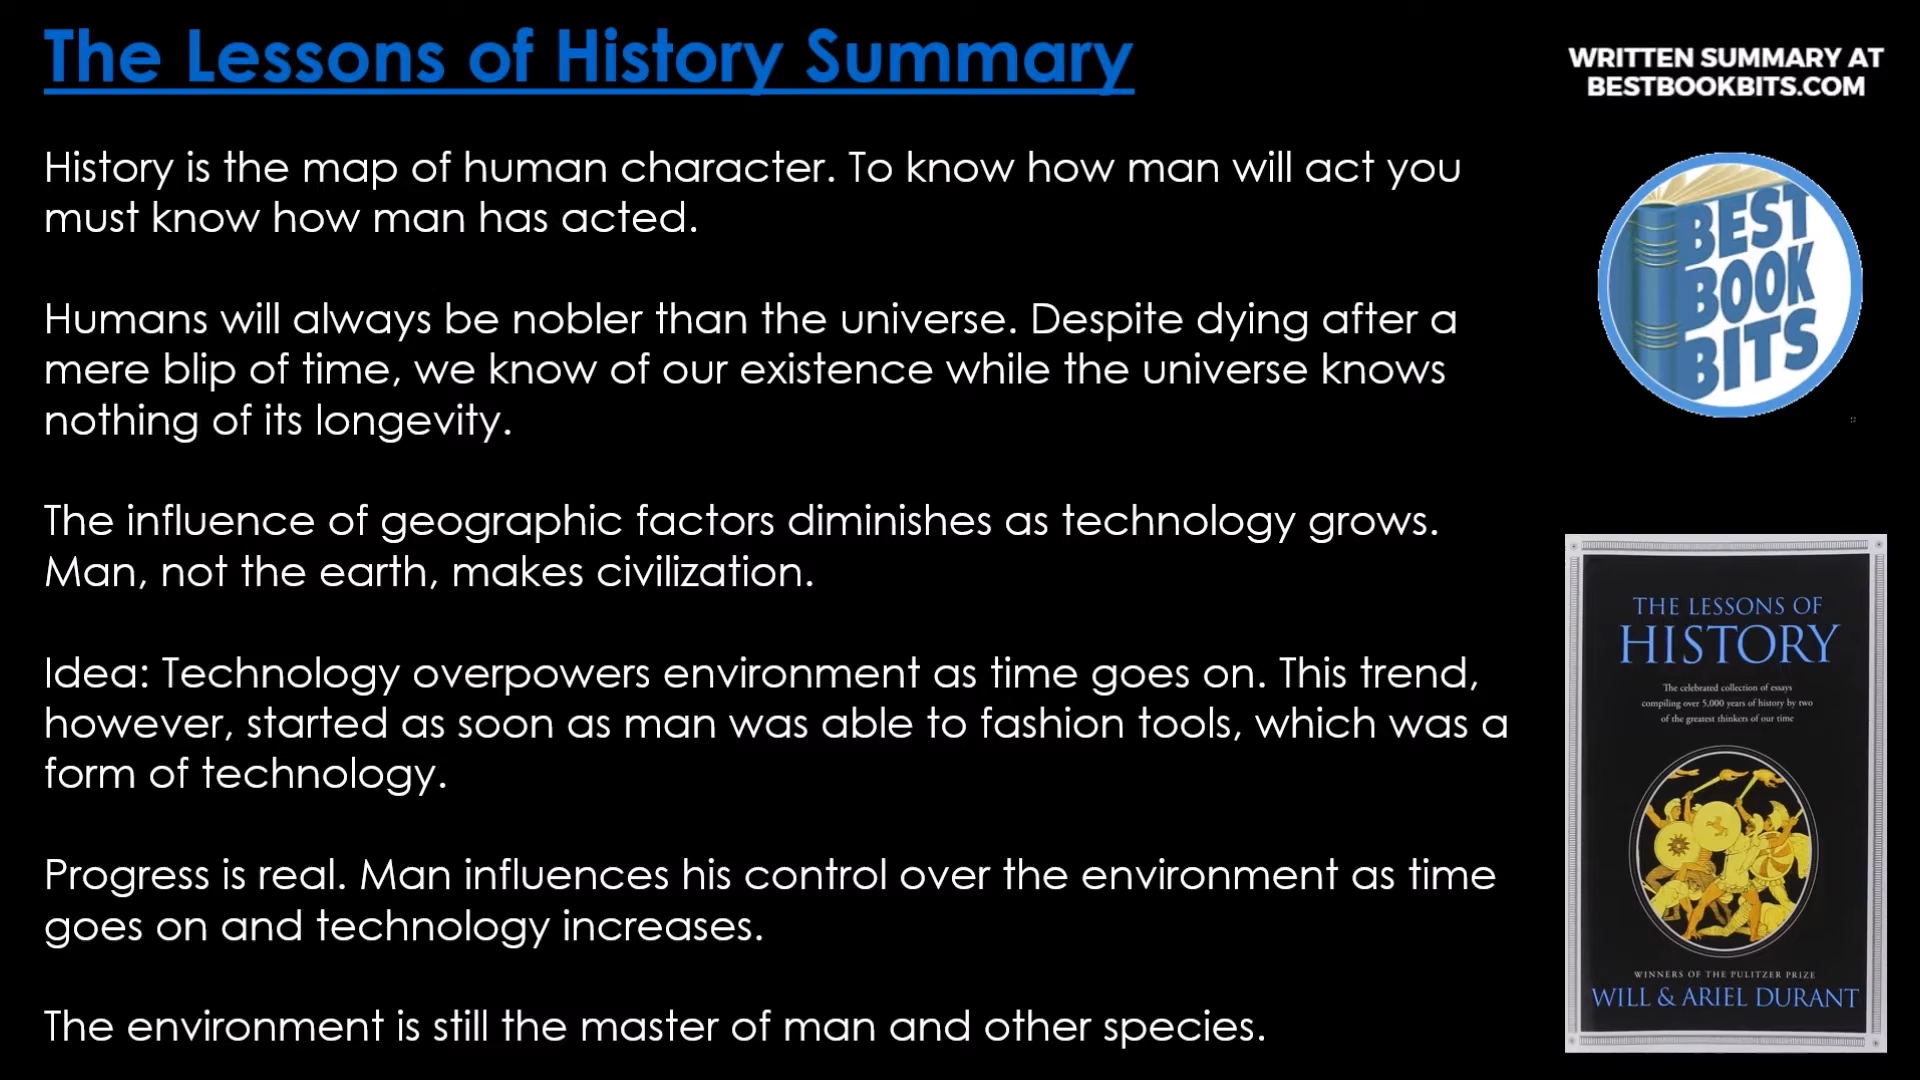 The Lessons of History Summary
WRITTEN SUMMARY AT
BESTBOOKBITS.COM
History is the map of human character. To know how man will act you
must know how man has acted.
Humans will always be nobler than the universe. Despite dying after a
mere blip of time, we know of our existence while the universe knows
nothing of its longevity.
The influence of geographic factors diminishes as technology grows.
Man, not the earth, makes civilization.
Idea: Technology overpowers environment as time goes on. This trend,
however, started as soon as man was able to fashion tools, which was a
form of technology.
Progress is real. Man influences his control over the environment as time
goes on and technology increases.
The environment is still the master of man and other species.
BEST
BOOK
BITS
THE LESSONS OF
HISTORY
The celebrated collection of essays
compiling over 5,000 years of history by two
of the greatest thinkers of our time
WINNERS OF THE PULITZER PRIZE
WILL & ARIEL DURANT